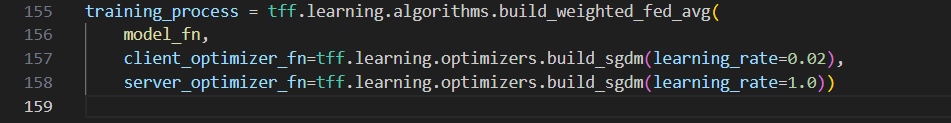 155 training_process = tff.learning.algorithms.build_weighted_fed_avg(
156     model_fn,
157     client_optimizer_fn=tff.learning.optimizers.build_sgdm(learning_rate=0.02),
158     server_optimizer_fn=tff.learning.optimizers.build_sgdm(learning_rate=1.0))
159